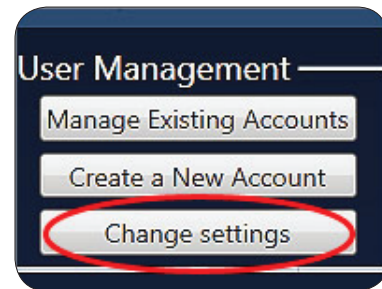 User Management
Manage Existing Accounts
Create a New Account
Change settings